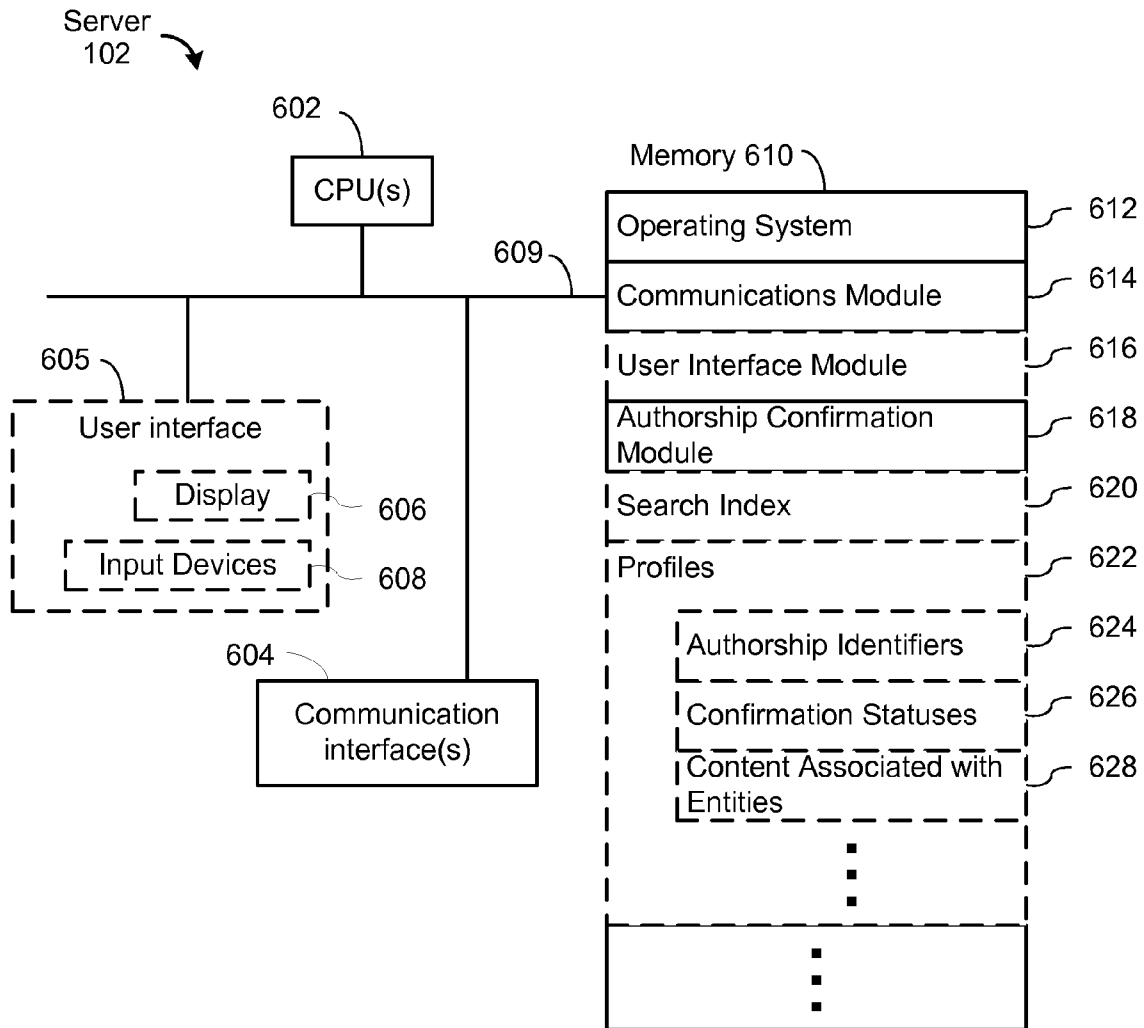 Server
102
602
CPU(s)
Memory 610
Operating System
612
609
Communications Module
614
User Interface Module
616
605
User interface
Authorship Confirmation
Module
618
Display
606
Search Index
620
Input Devices
608
Profiles
622
Authorship Identifiers
624
604
Communication
interface(s)
Confirmation Statuses
626
Content Associated with
Entities
628